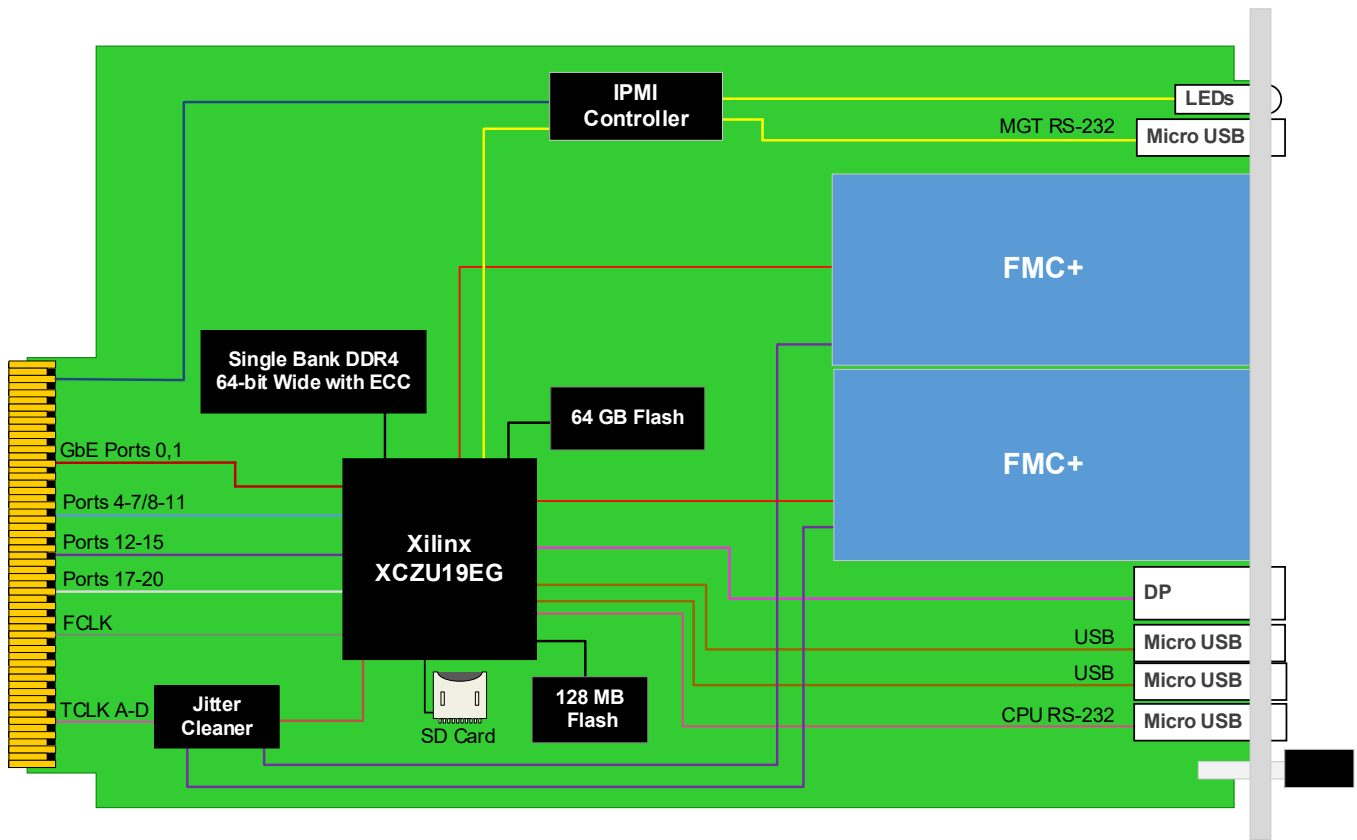 IPMI
Controller
LEDs
MGT RS-232
Micro USB
FMC+
Single Bank DDR4
64-bit Wide with ECC
64 GB Flash
GbE Ports 0,1
FMC+
Ports 4-7/8-11
Ports 12-15
Xilinx
XCZU19EG
Ports 17-20
DP
FCLK
USB
Micro USB
USB
Micro USB
TCLK A-D
Jitter
Cleaner
SD Card
128 MB
Flash
CPU RS-232
Micro USB